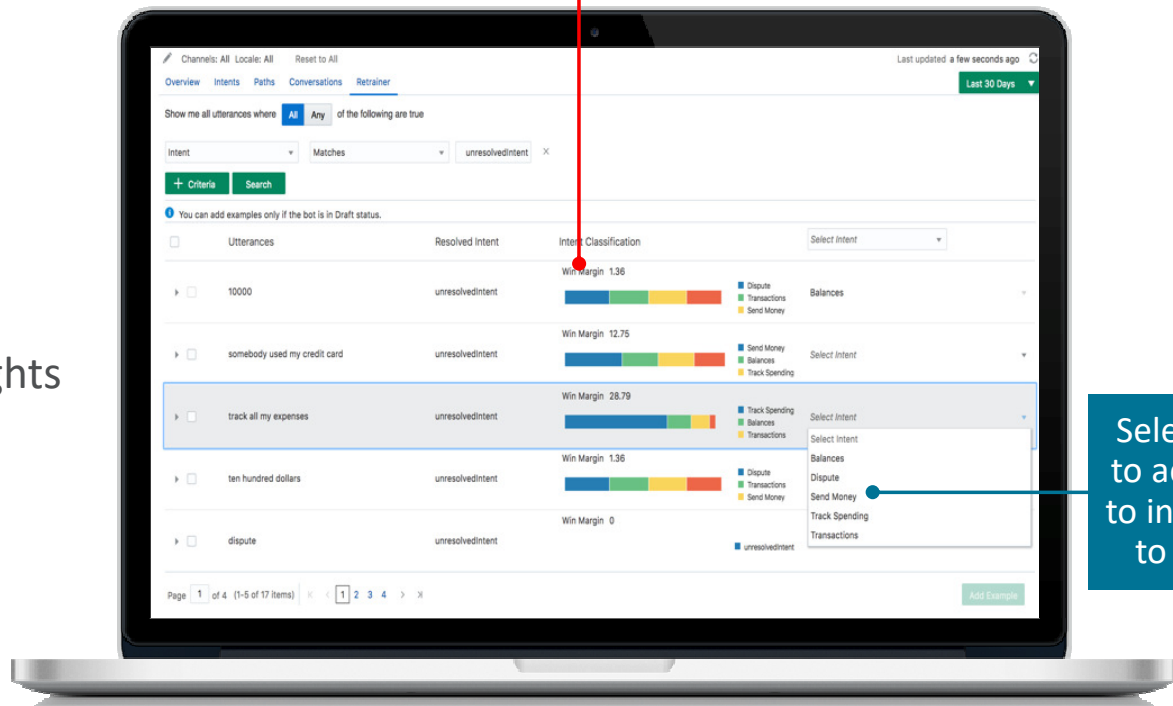 Channels: All Locale: All Reset to All
Last updated a few seconds ago
Overview Intents Paths Conversations Retrainer
Last 30 Days
Show me all utterances where All Any of the following are true
Intent Matches unresolvedIntent ×
+ Criteria Search
You can add examples only if the bot is in Draft status.
Utterances Resolved Intent Intent Classification Select Intent
Win Margin 1.36
10000 unresolvedIntent Balances
Dispute
Transactions
Send Money
Win Margin 12.75
somebody used my credit card unresolvedIntent Select Intent
Send Money
Balances
Track Spending
Win Margin 28.79
track all my expenses unresolvedIntent Select Intent
Track Spending
Balances
Transactions
Select Intent
Balances
Dispute
Send Money
Track Spending
Transactions
Win Margin 1.36
ten hundred dollars unresolvedIntent
Dispute
Transactions
Send Money
Win Margin 0
dispute unresolvedIntent
unresolvedIntent
Page 1 of 4 (1-5 of 17 items) 1 2 3 4
Add Example
ghts
Sele
to a
to in
to